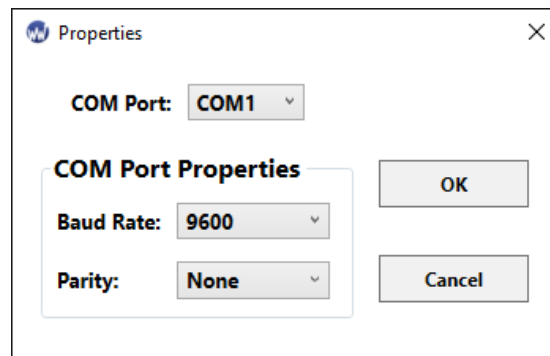 Properties
COM Port: COM1
COM Port Properties
Baud Rate: 9600
Parity: None
OK
Cancel